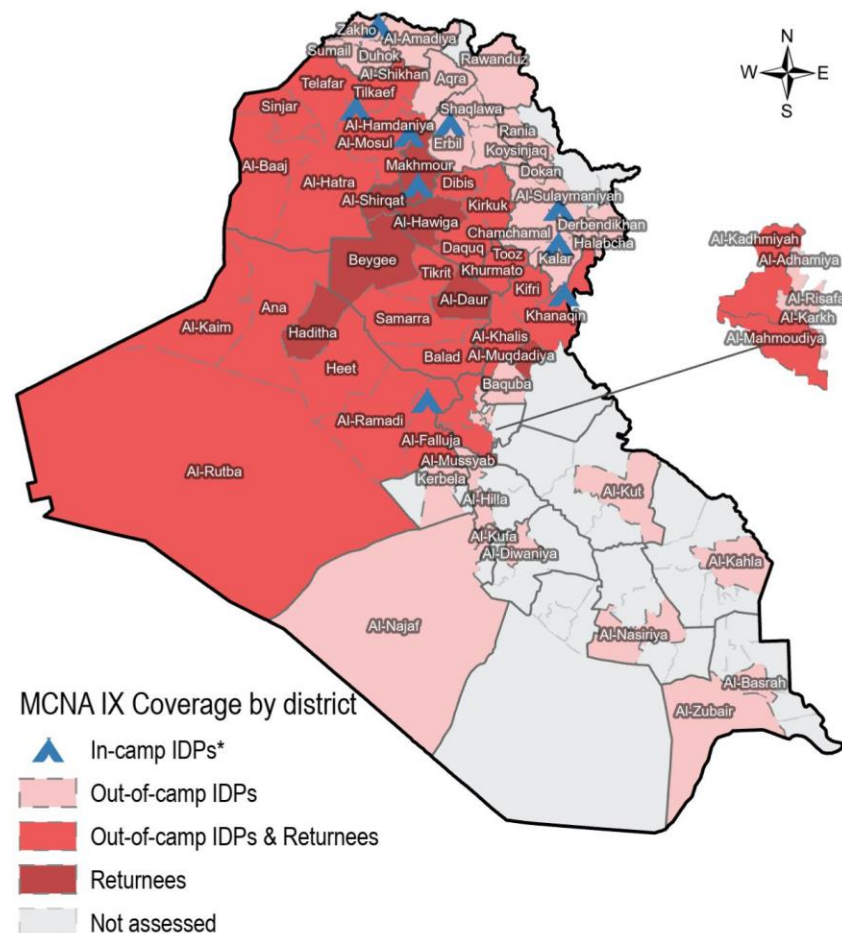 Zakho
Al-Amadiya
Sumail
Duhok
Rawanduz
Al-Shikhan
Aqra
Telafar
Tilkaef
Sinjar
Shaqlawa
Al-Hamdaniya
Rania
Al-Mosul
Erbil
Koysinjaq
Al-Baaj
Makhmour
Dokan
Al-Hatra
Dibis
Al-Sulaymaniyah
Al-Shirqat
Kirkuk
Al-Hawiga
Derbendikhan
Chamchamal
Halabcha
Daquq
Tooz
Kalar
Beygee
Tikrit
Khurmato
Kifri
Al-Daur
Ana
Khanaqin
Samarra
Al-Kaim
Haditha
Al-Khalis
Balad
Al-Muqdadiya
Heet
Baquba
Al-Ramadi
Al-Falluja
Al-Rutba
Al-Mussyab
Kerbela
Al-Hilla
Al-Kut
Al-Kufa
Al-Diwaniya
Al-Kahla
Al-Najaf
Al-Nasiriya
Al-Basrah
Al-Zubair
N
W
E
S
Al-Kadhmiyah
Al-Adhamiya
Al-Risafa
Al-Karkh
Al-Mahmoudiya
MCNA IX Coverage by district
In-camp IDPs*
Out-of-camp IDPs
Out-of-camp IDPs & Returnees
Returnees
Not assessed